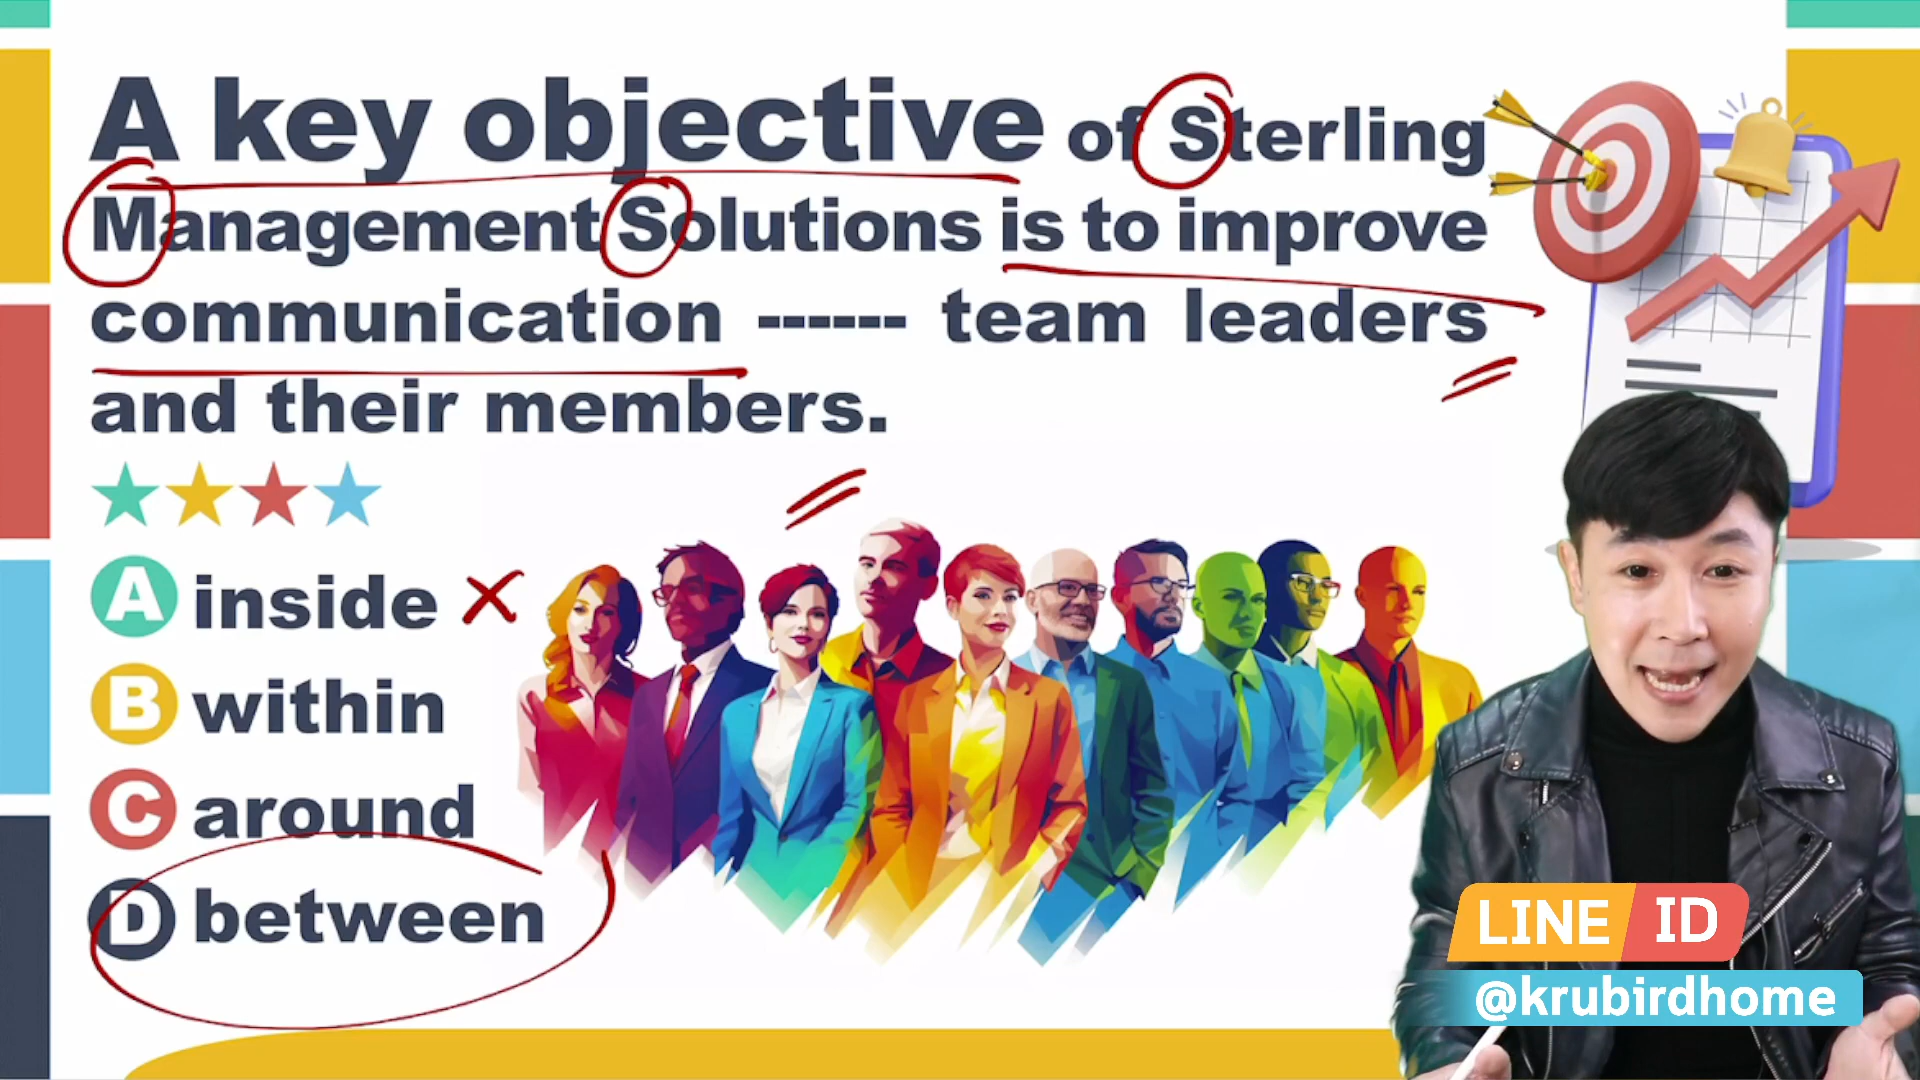 A key objective of Sterling
Management Solutions is to improve
communication ------ team leaders
and their members.
A inside
B within
C around
D between
LINE ID
@krubirdhome